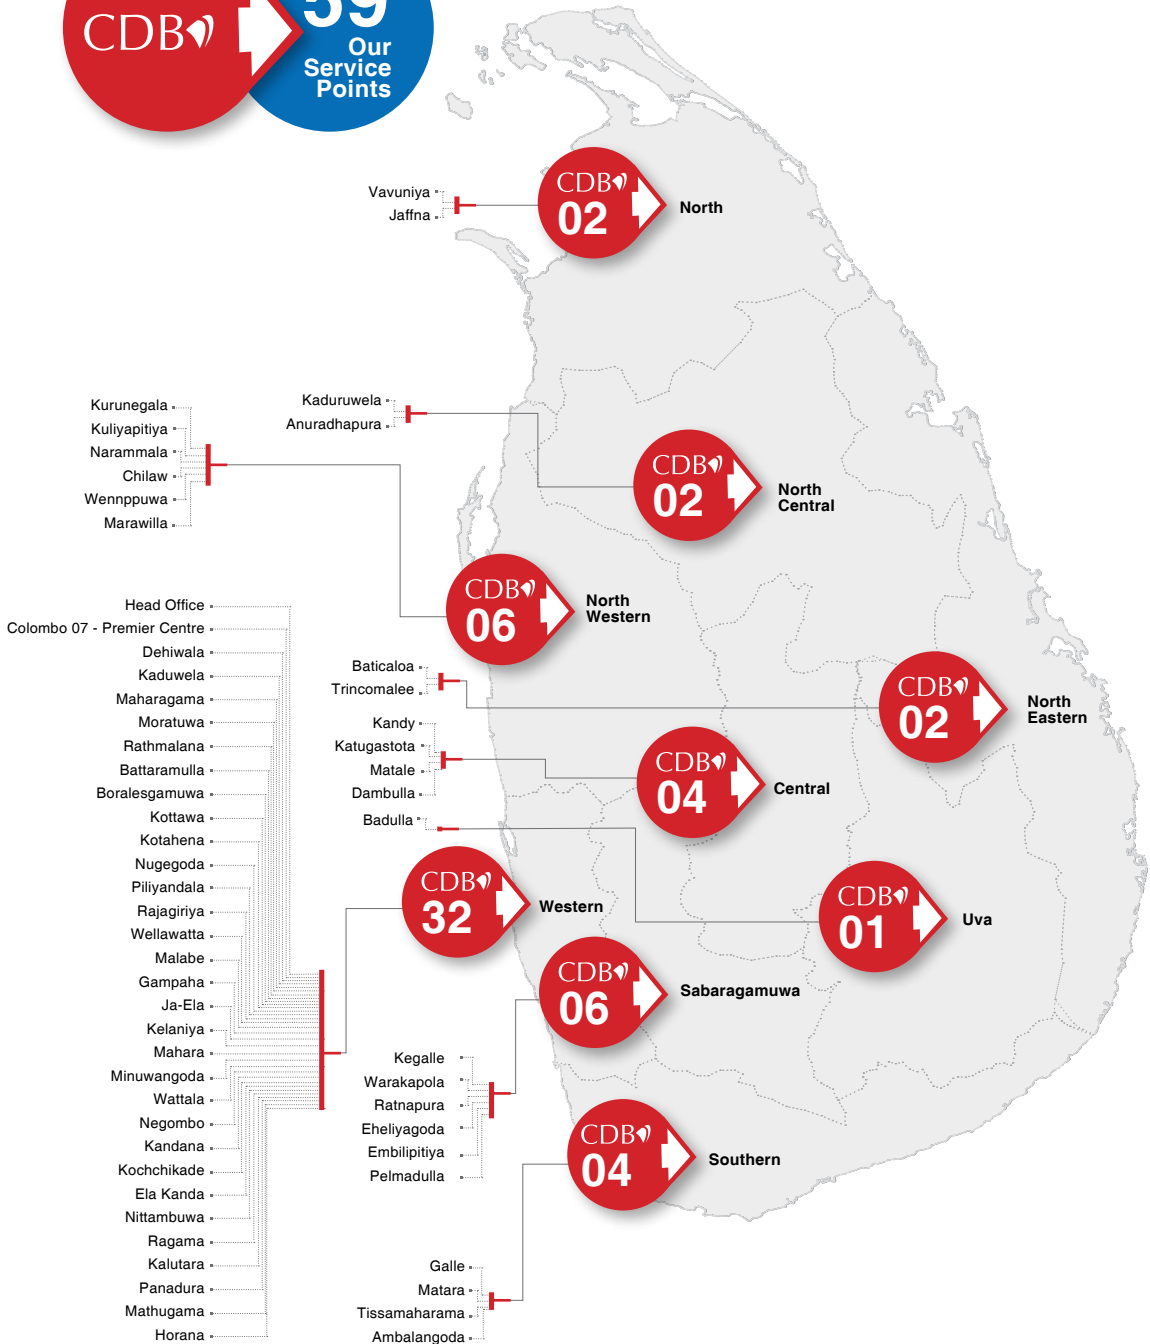 CDB
59
Our
Service
Points
Vavuniya
Jaffna
CDB
02
North
Kaduruwela
Anuradhapura
CDB
02
North
Central
Kurunegala
Kuliyapitiya
Narammala
Chilaw
Wennppuwa
Marawilla
CDB
06
North
Western
Baticaloa
Trincomalee
CDB
02
North
Eastern
Kandy
Katugastota
Matale
Dambulla
CDB
04
Central
Badulla
CDB
01
Uva
Head Office
Colombo 07 - Premier Centre
Dehiwala
Kaduwela
Maharagama
Moratuwa
Rathmalana
Battaramulla
Boralesgamuwa
Kottawa
Kotahena
Nugegoda
Piliyandala
Rajagiriya
Wellawatta
Malabe
Gampaha
Ja-Ela
Kelaniya
Mahara
Minuwangoda
Wattala
Negombo
Kandana
Kochchikade
Ela Kanda
Nittambuwa
Ragama
Kalutara
Panadura
Mathugama
Horana
CDB
32
Western
Kegalle
Warakapola
Ratnapura
Eheliyagoda
Embilipitiya
Pelmadulla
CDB
06
Sabaragamuwa
Galle
Matara
Tissamaharama
Ambalangoda
CDB
04
Southern